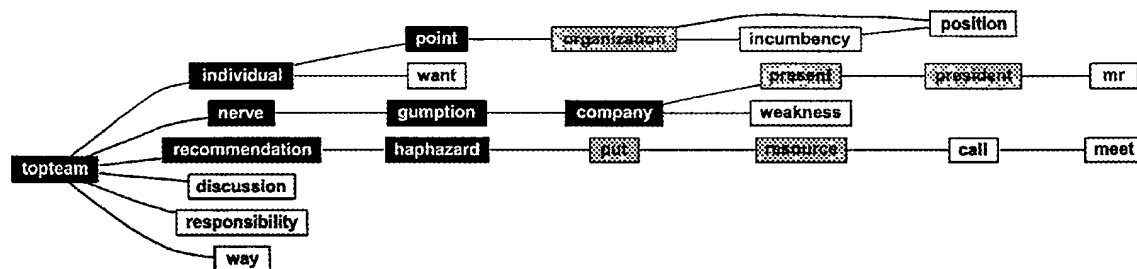 position
point organization incumbency
individual want present president mr
nerve gumption company weakness
recommendation haphazard put resource call meet
topteam
discussion
responsibility
way